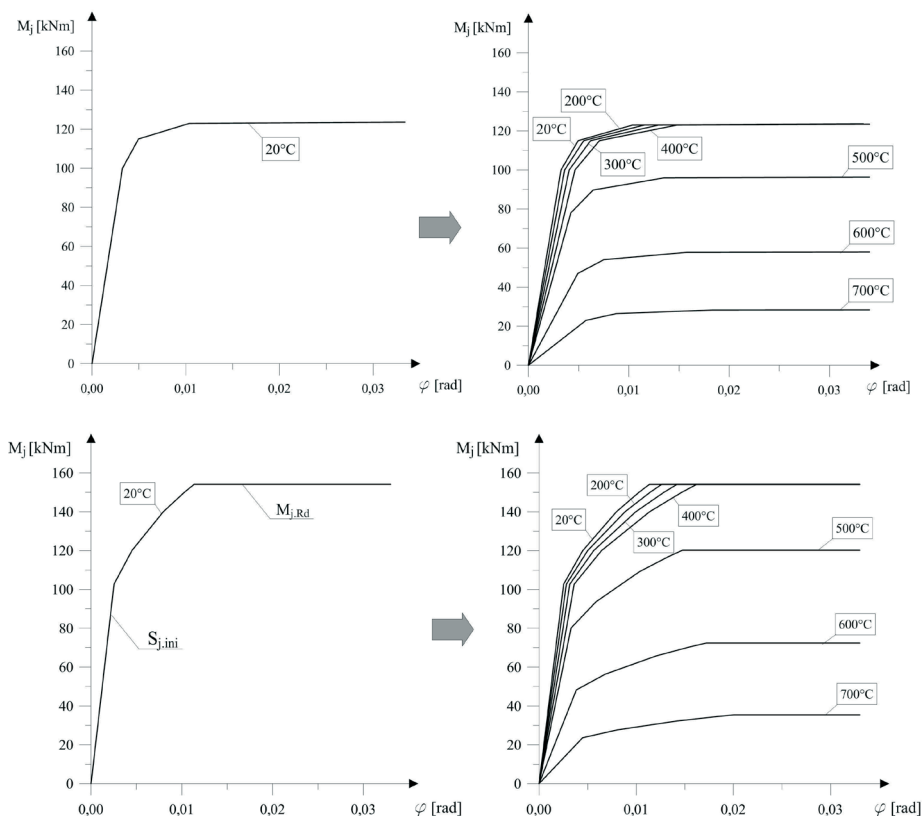 M_j [kNm]
160
140
120
100
80
60
40
20
0
20°C
0,00
0,01
0,02
0,03
φ [rad]
M_j [kNm]
160
140
120
100
80
60
40
20
0
200°C
20°C
300°C
400°C
500°C
600°C
700°C
0,00
0,01
0,02
0,03
φ [rad]
M_j [kNm]
160
140
120
100
80
60
40
20
0
20°C
M_j.Rd
S_j.ini
0,00
0,01
0,02
0,03
φ [rad]
M_j [kNm]
160
140
120
100
80
60
40
20
0
200°C
20°C
300°C
400°C
500°C
600°C
700°C
0,00
0,01
0,02
0,03
φ [rad]